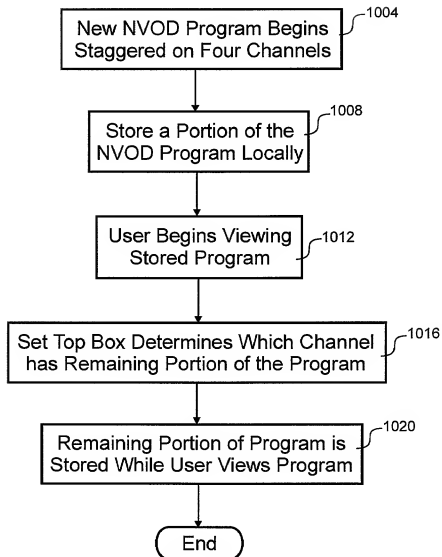 New NVOD Program Begins
Staggered on Four Channels
1004
Store a Portion of the
NVOD Program Locally
1008
User Begins Viewing
Stored Program
1012
Set Top Box Determines Which Channel
has Remaining Portion of the Program
1016
Remaining Portion of Program is
Stored While User Views Program
1020
End